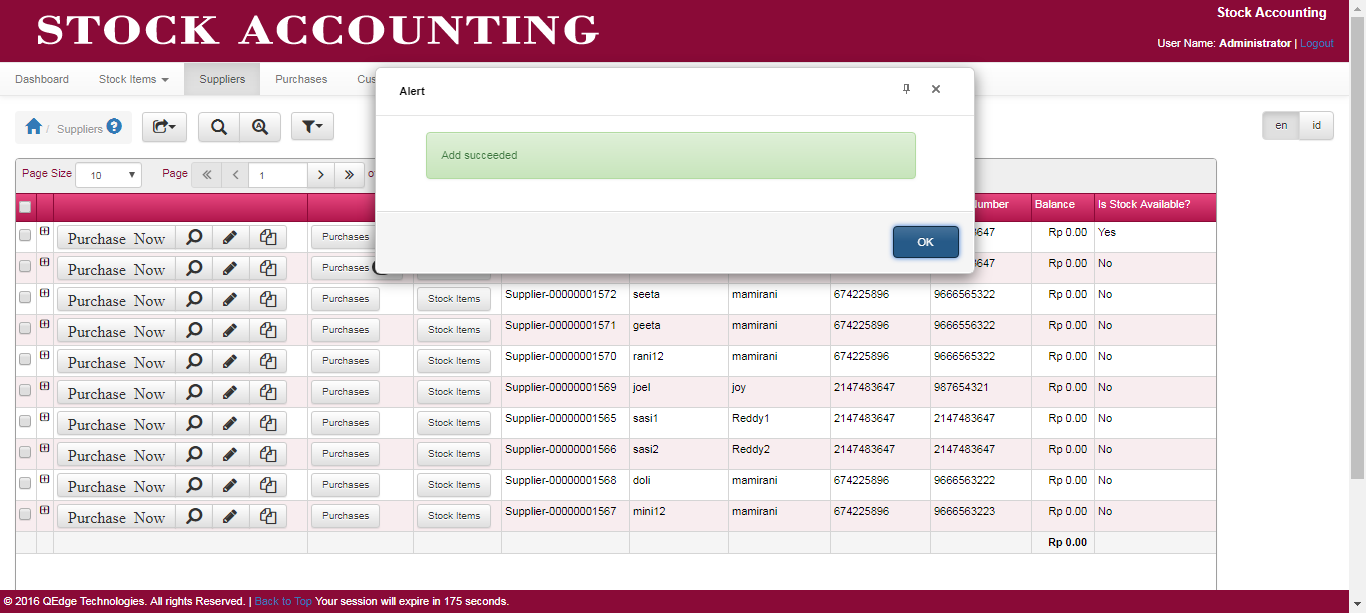 STOCK ACCOUNTING
Stock Accounting
User Name: Administrator | Logout
Dashboard Stock Items Suppliers Purchases Cus
Alert
/ Suppliers ?
en id
Add succeeded
Page Size 10 Page 1 o
umber Balance Is Stock Available?
OK
Purchase Now Purchases 3647 Rp 0.00 Yes
Purchase Now Purchases 3647 Rp 0.00 No
Purchase Now Purchases Stock Items Supplier-00000001572 seeta mamirani 674225896 9666565322 Rp 0.00 No
Purchase Now Purchases Stock Items Supplier-00000001571 geeta mamirani 674225896 9666556322 Rp 0.00 No
Purchase Now Purchases Stock Items Supplier-00000001570 rani12 mamirani 674225896 9666565322 Rp 0.00 No
Purchase Now Purchases Stock Items Supplier-00000001569 joel joy 2147483647 987654321 Rp 0.00 No
Purchase Now Purchases Stock Items Supplier-00000001565 sasi1 Reddy1 2147483647 2147483647 Rp 0.00 No
Purchase Now Purchases Stock Items Supplier-00000001566 sasi2 Reddy2 2147483647 2147483647 Rp 0.00 No
Purchase Now Purchases Stock Items Supplier-00000001568 doli mamirani 674225896 9666563222 Rp 0.00 No
Purchase Now Purchases Stock Items Supplier-00000001567 mini12 mamirani 674225896 9666563223 Rp 0.00 No
Rp 0.00
© 2016 QEdge Technologies. All rights Reserved. | Back to Top Your session will expire in 175 seconds.